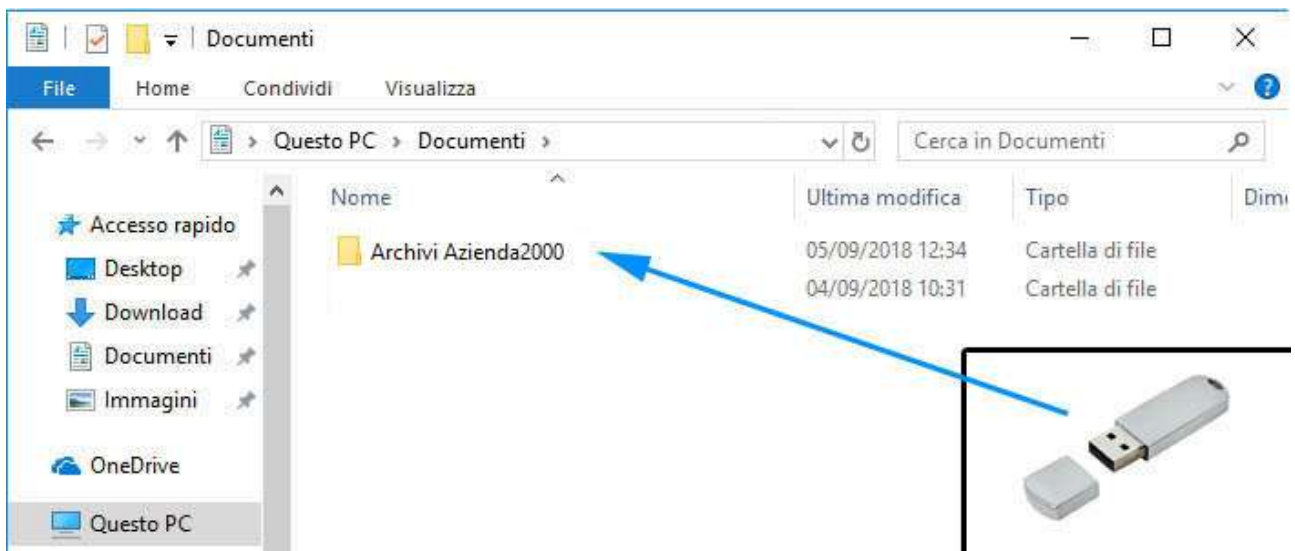 Documenti
File Home Condividi Visualizza
Questo PC > Documenti > Cerca in Documenti
Nome Ultima modifica Tipo
Accesso rapido
Archivi Azienda2000 05/09/2018 12:34 Cartella di file
Desktop
04/09/2018 10:31 Cartella di file
Download
Documenti
Immagini
OneDrive
Questo PC